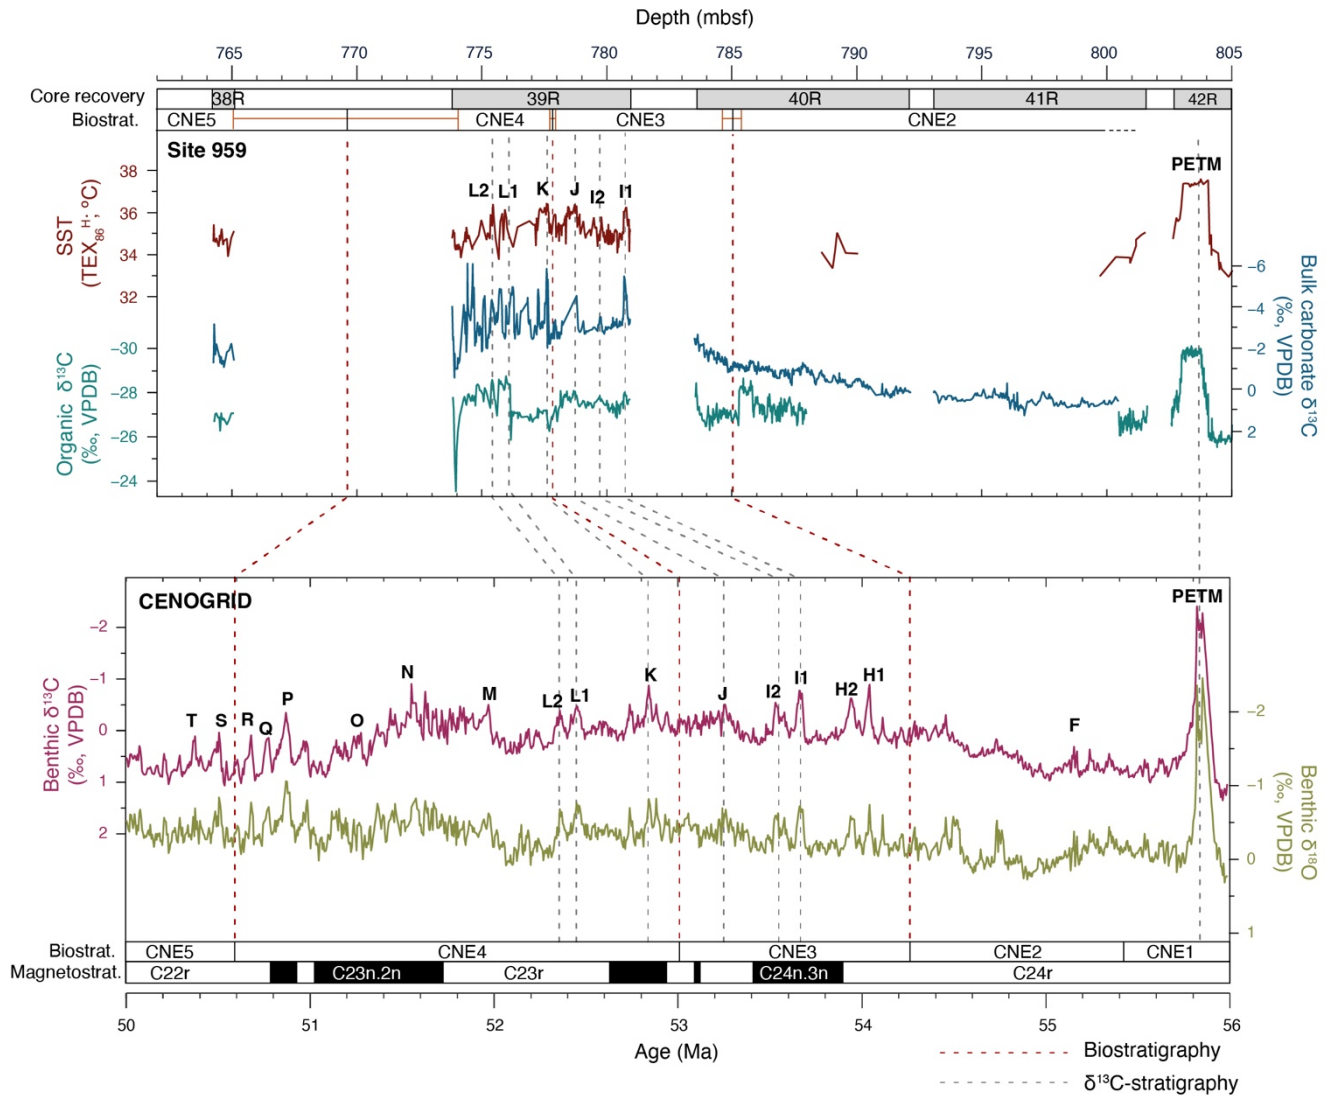 Depth (mbsf)
765 770 775 780 785 790 795 800 805
Core recovery 38R 39R 40R 41R 42R
Biostrat. CNE5 CNE4 CNE3 CNE2
Site 959
PETM
L2 L1 K J I2 I1
38
36
34
32
SST
(TEX₈₆ᴴ; ºC)
−30
−28
−26
−24
Organic δ¹³C
(‰, VPDB)
−6
−4
−2
0
2
Bulk carbonate δ¹³C
(‰, VPDB)
CENOGRID
PETM
T S R Q P O N M L2 L1 K J I2 I1 H2 H1 F
−2
−1
0
1
2
Benthic δ¹³C
(‰, VPDB)
−2
−1
0
1
Benthic δ¹⁸O
(‰, VPDB)
Biostrat. CNE5 CNE4 CNE3 CNE2 CNE1
Magnetostrat. C22r C23n.2n C23r C24n.3n C24r
50 51 52 53 54 55 56
Age (Ma)
Biostratigraphy
δ¹³C-stratigraphy